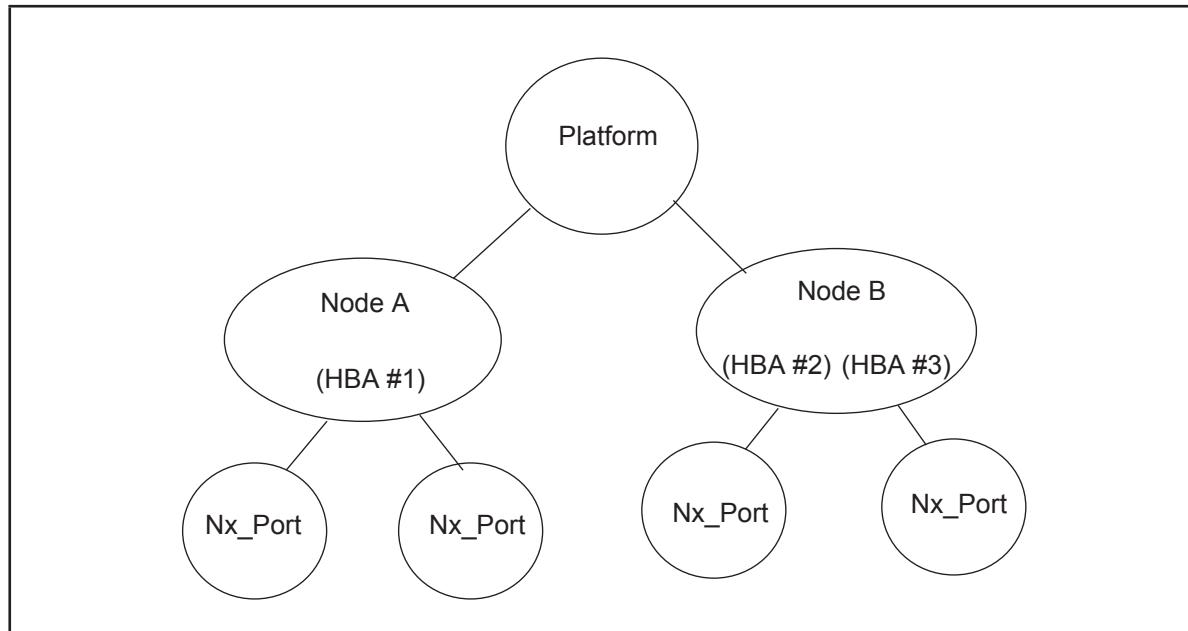 Platform
Node A
(HBA #1)
Node B
(HBA #2) (HBA #3)
Nx_Port
Nx_Port
Nx_Port
Nx_Port